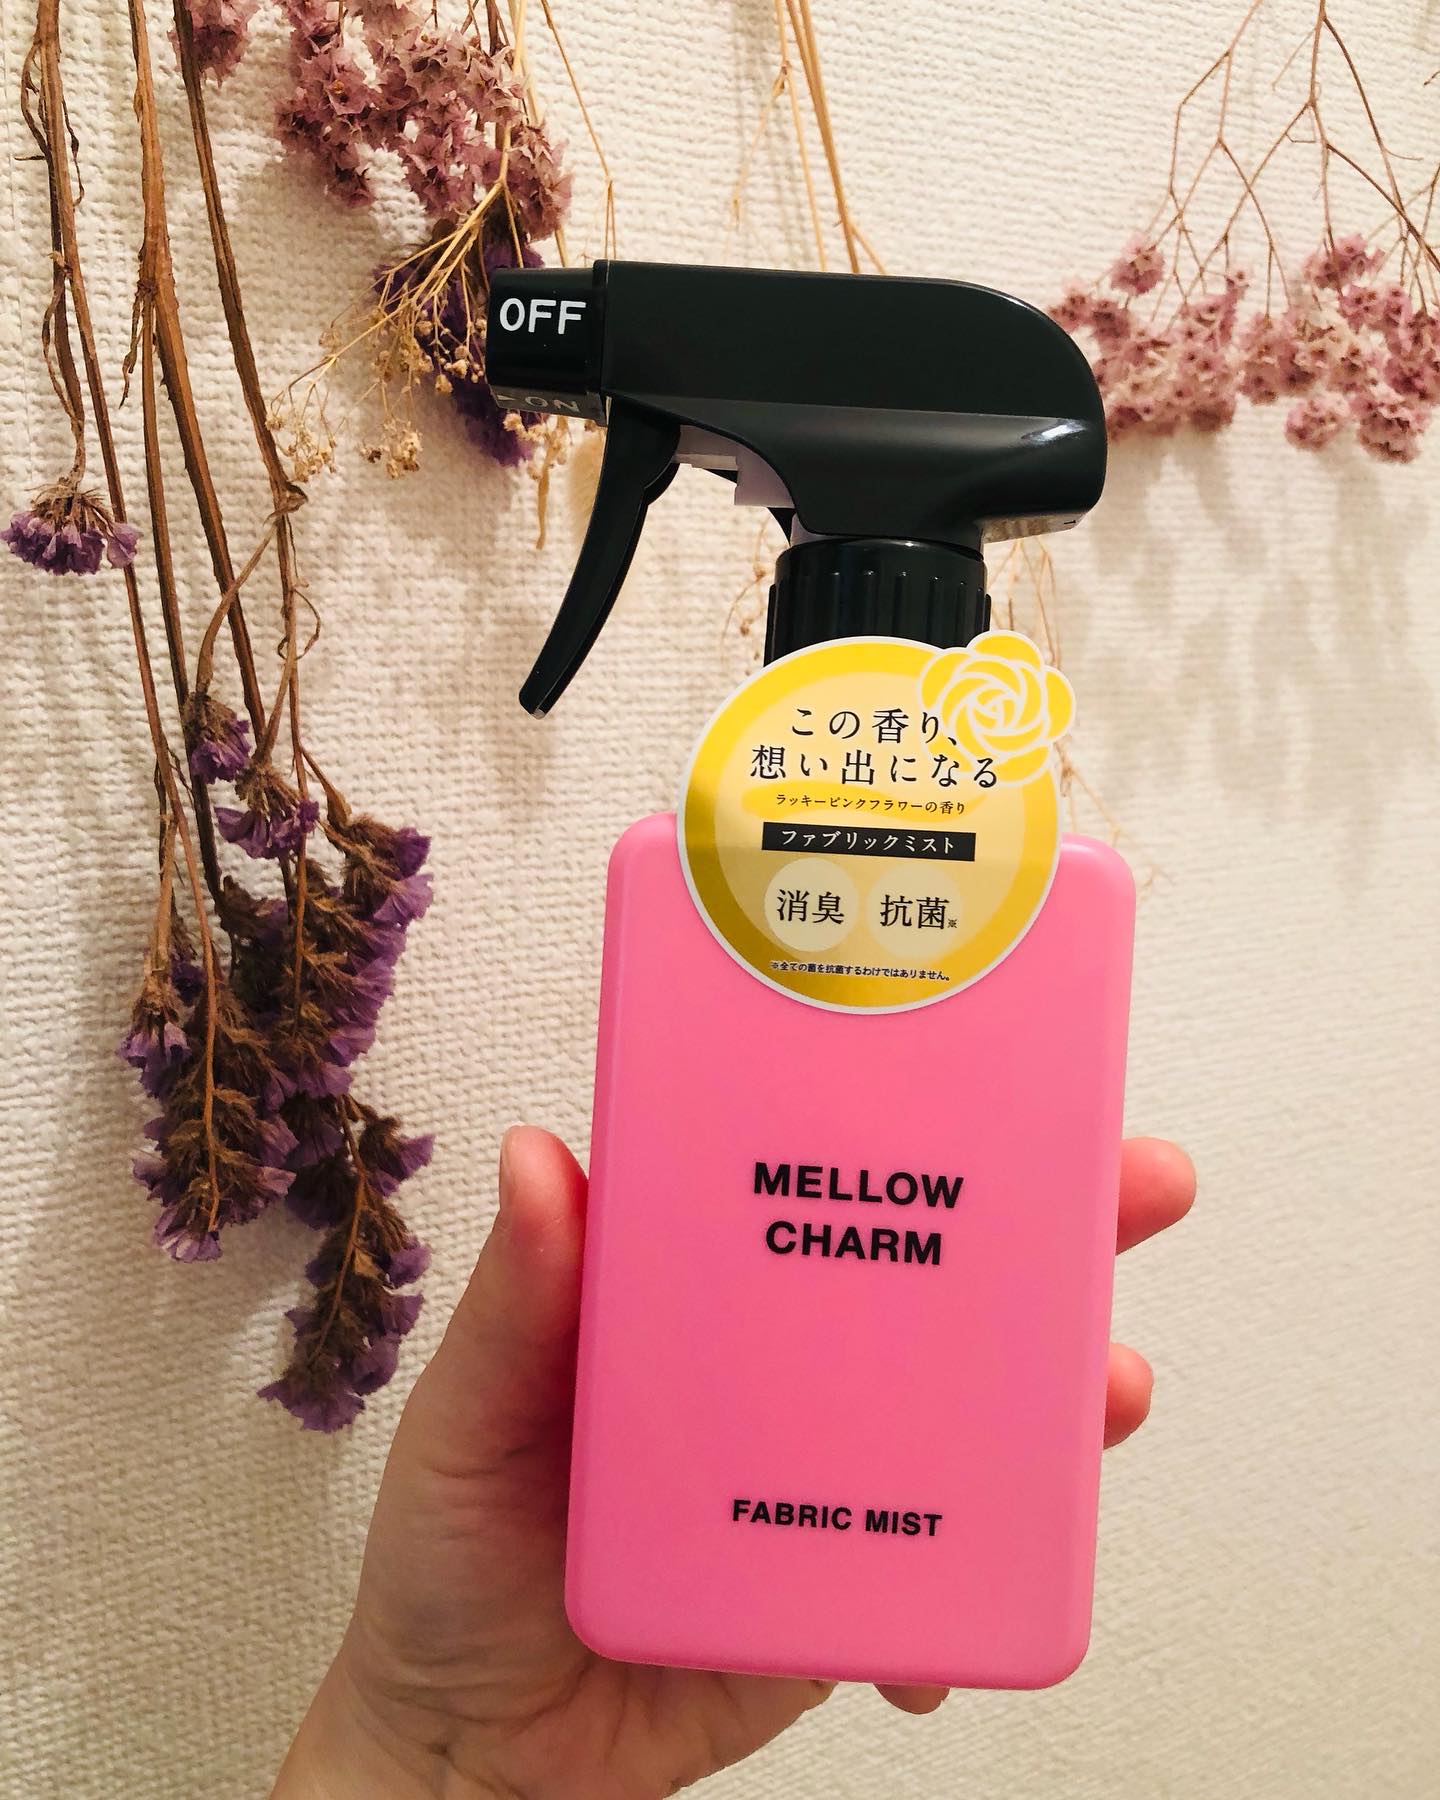 OFF
ON
この香り、
想い出になる
ラッキーピンクフラワーの香り
ファブリックミスト
消臭 抗菌※
※全ての菌を抗菌するわけではありません。
MELLOW
CHARM
FABRIC MIST